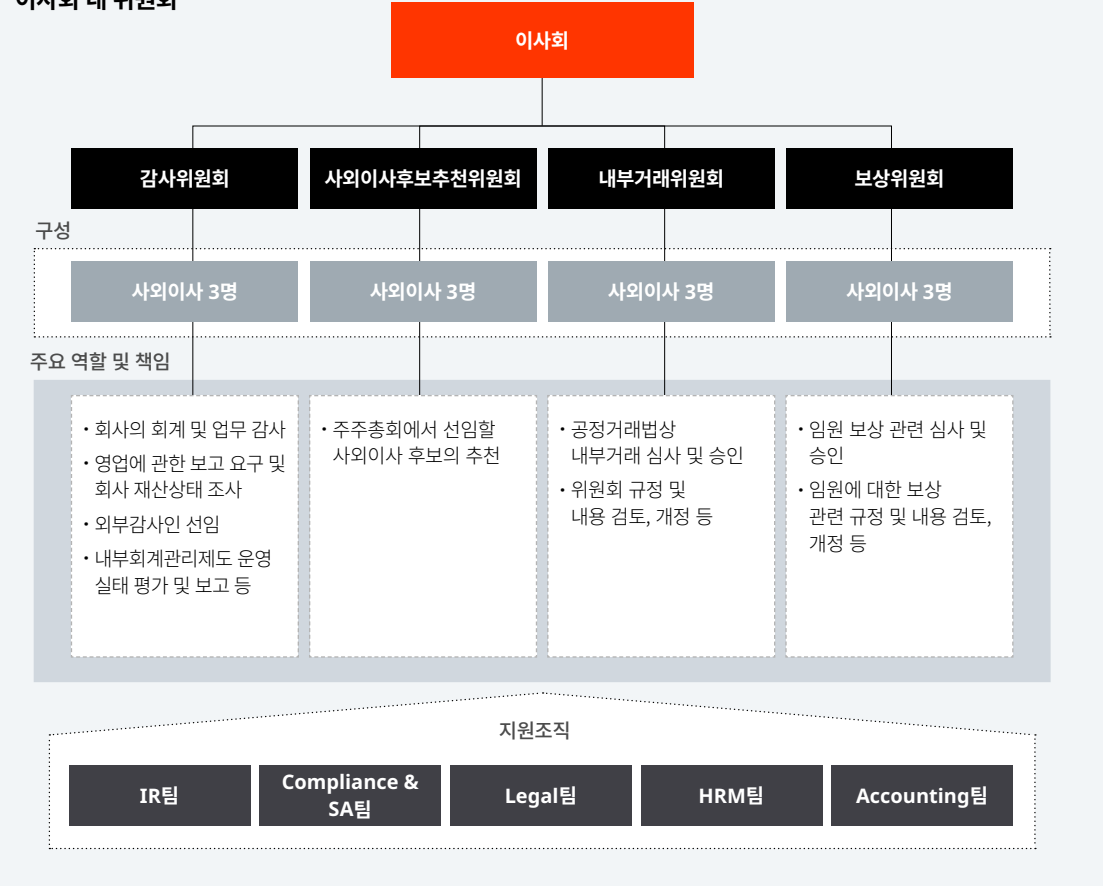 이사회 내 위원회
이사회
감사위원회
사외이사후보추천위원회
내부거래위원회
보상위원회
구성
사외이사 3명
사외이사 3명
사외이사 3명
사외이사 3명
주요 역할 및 책임
• 회사의 회계 및 업무 감사
• 영업에 관한 보고 요구 및
회사 재산상태 조사
• 외부감사인 선임
• 내부회계관리제도 운영
실태 평가 및 보고 등
• 주주총회에서 선임할
사외이사 후보의 추천
• 공정거래법상
내부거래 심사 및 승인
• 위원회 규정 및
내용 검토, 개정 등
• 임원 보상 관련 심사 및
승인
• 임원에 대한 보상
관련 규정 및 내용 검토,
개정 등
지원조직
IR팀
Compliance &
SA팀
Legal팀
HRM팀
Accounting팀